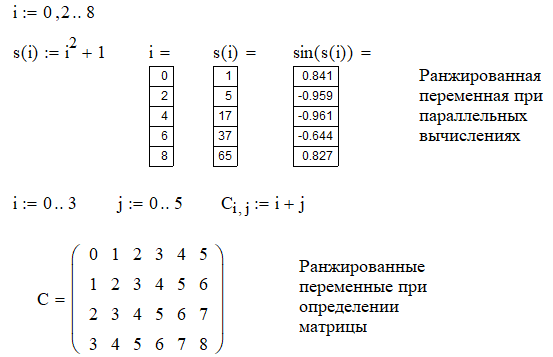 i := 0 , 2 .. 8
s(i) := i² + 1
i =
0
2
4
6
8
s(i) =
1
5
17
37
65
sin(s(i)) =
0.841
-0.959
-0.961
-0.644
0.827
Ранжированная
переменная при
параллельных
вычислениях
i := 0 .. 3
j := 0 .. 5
C i, j := i + j
C =
0 1 2 3 4 5
1 2 3 4 5 6
2 3 4 5 6 7
3 4 5 6 7 8
Ранжированные
переменные при
определении
матрицы